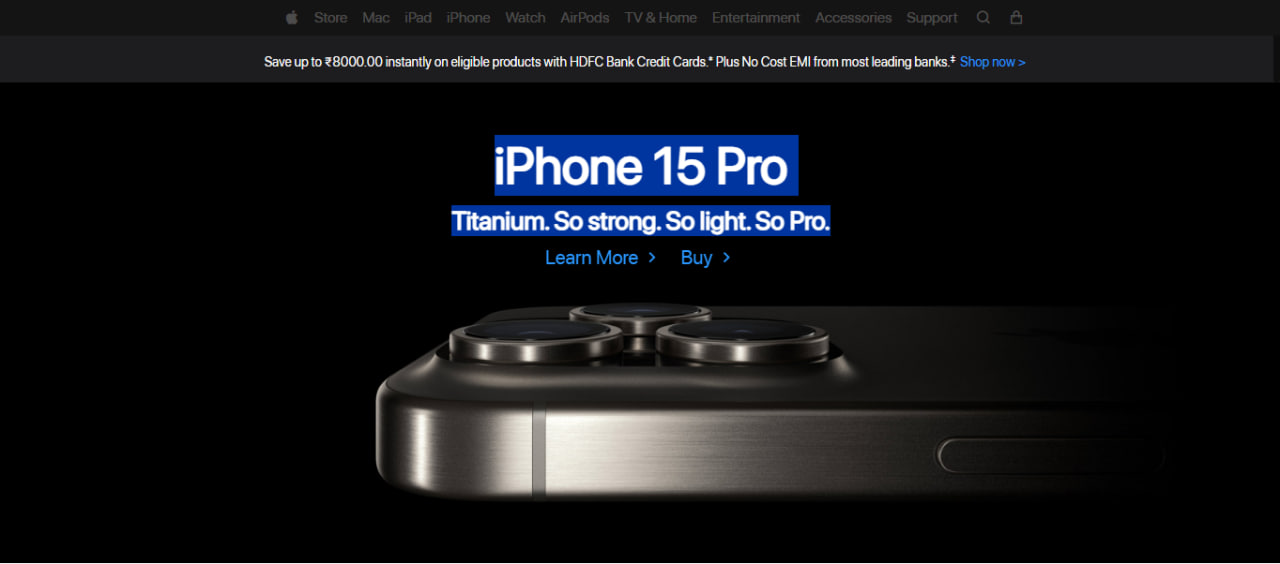 Store Mac iPad iPhone Watch AirPods TV & Home Entertainment Accessories Support
Save up to ₹8000.00 instantly on eligible products with HDFC Bank Credit Cards.* Plus No Cost EMI from most leading banks.‡ Shop now >
iPhone 15 Pro
Titanium. So strong. So light. So Pro.
Learn More > Buy >